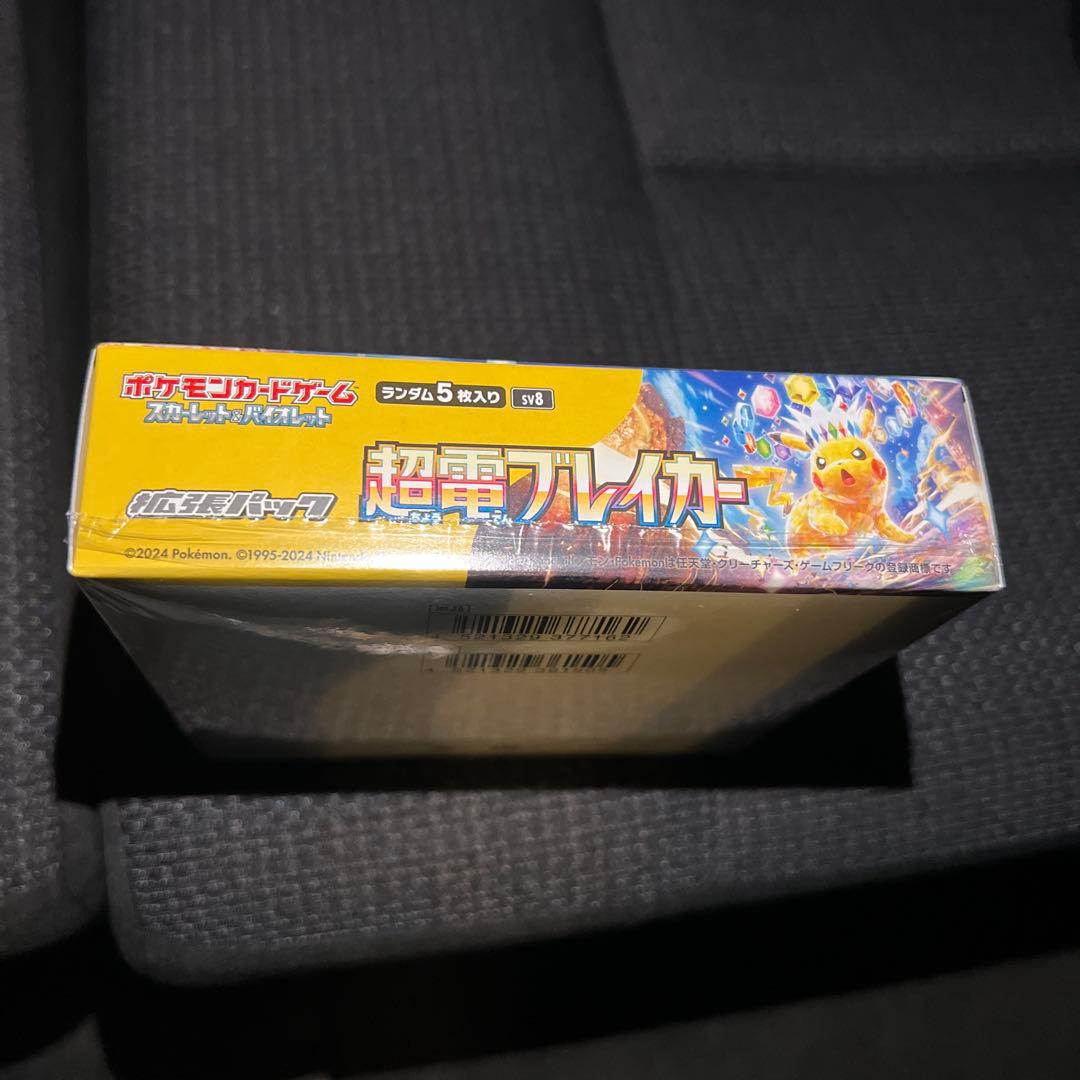 ポケモンカードゲーム
スカーレット&バイオレット
ランダム5枚入り
SV8
超電ブレイカー
拡張パック
©2024 Pokémon. ©1995-2024 Ninten
Pokémonは任天堂・クリーチャーズ・ゲームフリークの登録商標です
4 521329 377162